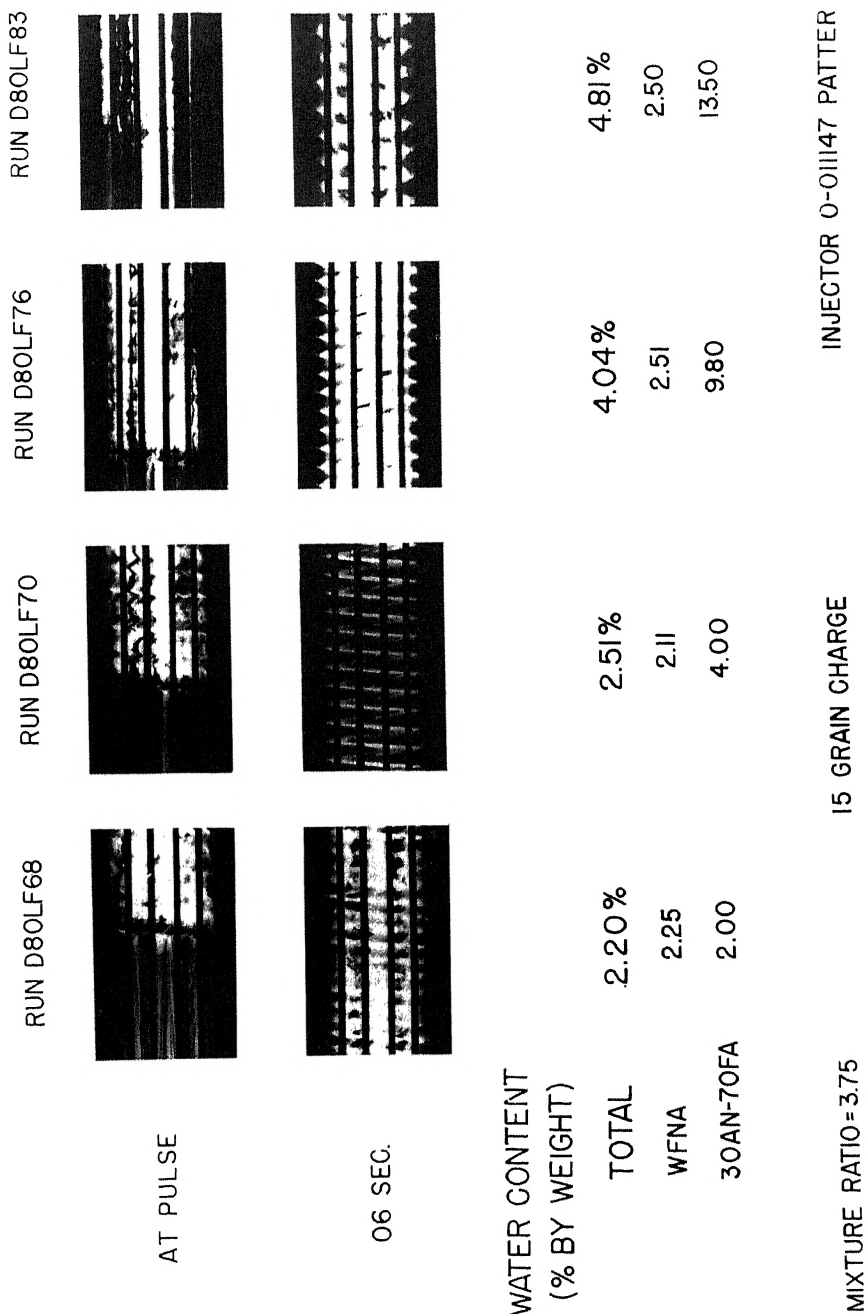 RUN D80LF68 RUN D80LF70 RUN D80LF76 RUN D80LF83
AT PULSE
06 SEC.
WATER CONTENT
(% BY WEIGHT)
TOTAL 2.20% 2.51% 4.04% 4.81%
WFNA 2.25 2.11 2.51 2.50
30AN-70FA 2.00 4.00 9.80 13.50
MIXTURE RATIO=3.75 15 GRAIN CHARGE INJECTOR 0-011147 PATTER